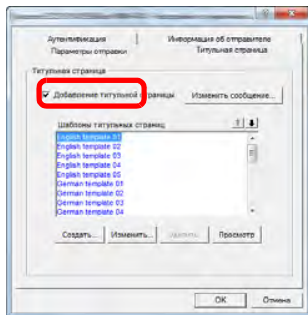 Аутентификация Информация об отправителе
Параметры отправки Титульная страница
Титульная страница
Добавление титульной страницы Изменить сообщение...
Шаблоны титульных страниц:
English template 01
English template 02
English template 03
English template 04
English template 05
German template 01
German template 02
German template 03
German template 04
Создать... Изменить... Удалить Просмотр
OK Отмена